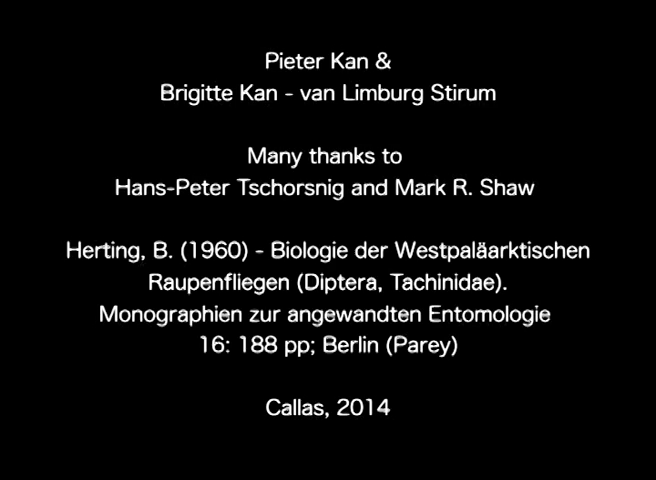 Pieter Kan &
Brigitte Kan - van Limburg Stirum
Many thanks to
Hans-Peter Tschorsnig and Mark R. Shaw
Herting, B. (1960) - Biologie der Westpaläarktischen
Raupenfliegen (Diptera, Tachinidae).
Monographien zur angewandten Entomologie
16: 188 pp; Berlin (Parey)
Callas, 2014